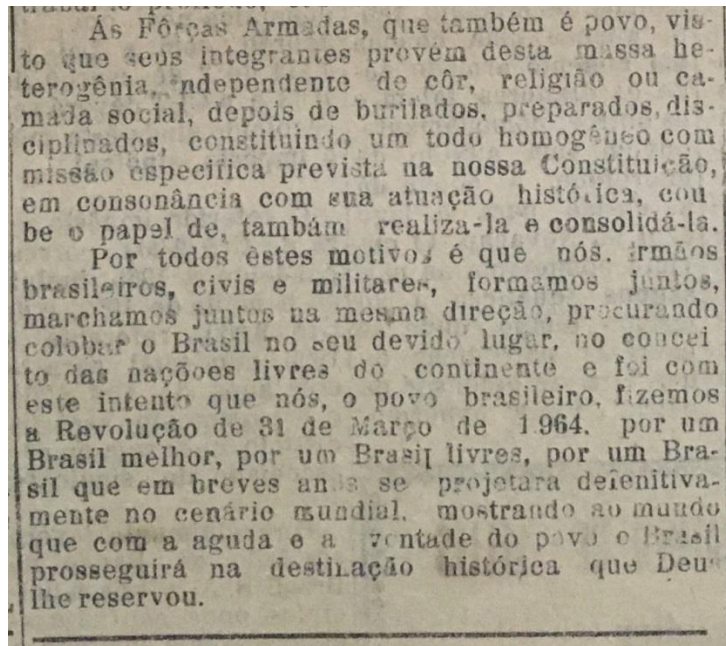 Ás Fôrças Armadas, que também é povo, vis-
to que seus integrantes provém desta massa he-
terogênia, independente de côr, religião ou ca-
mada social, depois de burilados, preparados, dis-
ciplinados, constituindo um todo homogêneo com
missão especifica prevista na nossa Constituição,
em consonância com sua atuação histórica, cou
be o papel de, tambám realiza-la e consolidá-la.
Por todos êstes motivos é que nós, irmãos
brasileiros, civis e militares, formamos juntos,
marchamos juntos na mesma direção, procurando
colobar o Brasil no seu devido lugar, no concei
to das naçõoes livres do continente e foi com
este intento que nós, o povo brasileiro, fizemos
a Revolução de 31 de Março de 1.964. por um
Brasil melhor, por um Brasil livres, por um Bra-
sil que em breves anos se projetara defenitiva-
mente no cenário mundial, mostrando ao mundo
que com a aguda e a vontade do povo o Brasil
prosseguirá na destinação histórica que Deus
lhe reservou.